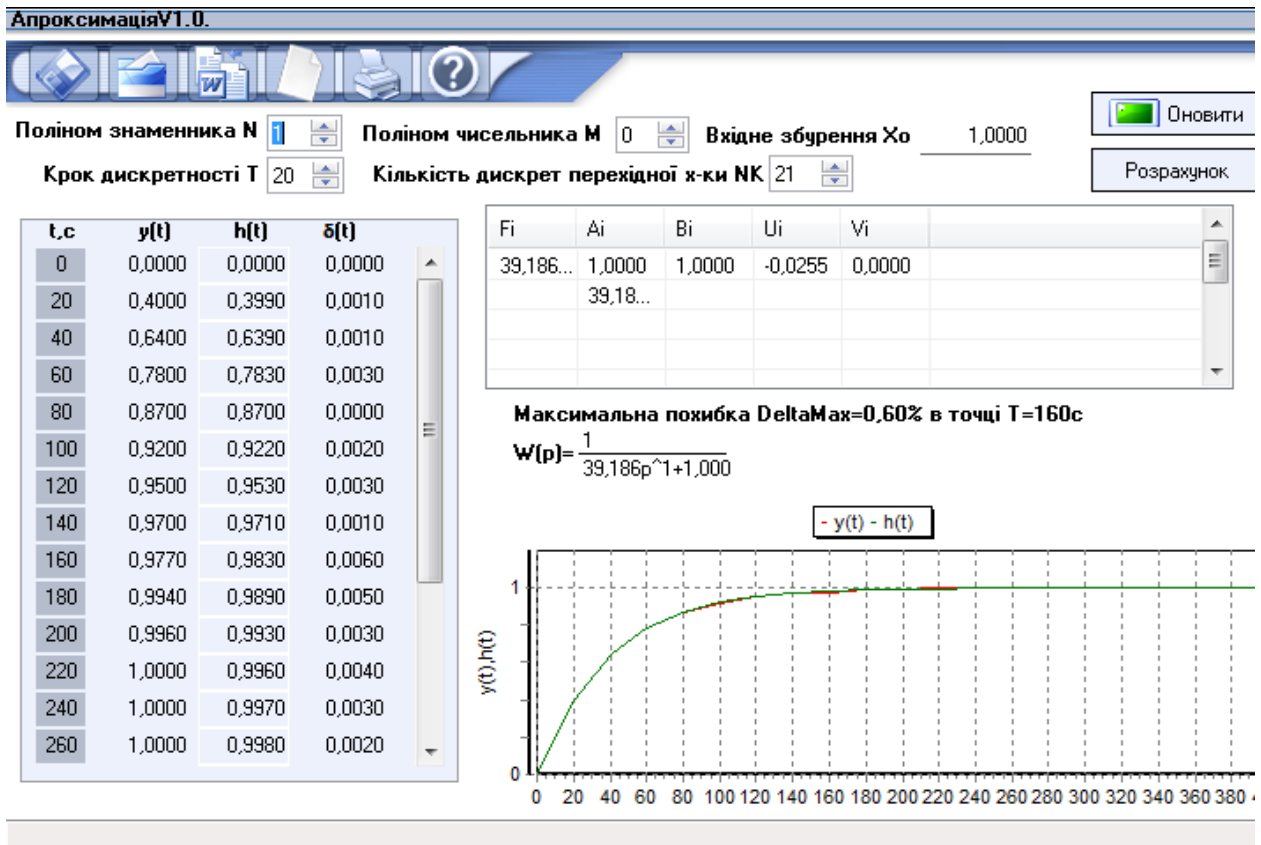 АпроксимаціяV1.0.
W
?
Поліном знаменника N 1 Поліном чисельника M 0 Вхідне збурення Xo 1,0000
Оновити
Крок дискретності T 20 Кількість дискрет перехідної х-ки NK 21
Розрахунок
t,c y(t) h(t) δ(t)
0 0,0000 0,0000 0,0000
20 0,4000 0,3990 0,0010
40 0,6400 0,6390 0,0010
60 0,7800 0,7830 0,0030
80 0,8700 0,8700 0,0000
100 0,9200 0,9220 0,0020
120 0,9500 0,9530 0,0030
140 0,9700 0,9710 0,0010
160 0,9770 0,9830 0,0060
180 0,9940 0,9890 0,0050
200 0,9960 0,9930 0,0030
220 1,0000 0,9960 0,0040
240 1,0000 0,9970 0,0030
260 1,0000 0,9980 0,0020
Fi Ai Bi Ui Vi
39,186... 1,0000 1,0000 -0,0255 0,0000
39,18...
Максимальна похибка DeltaMax=0,60% в точці T=160c
W(p)=
1
39,186p^1+1,000
- y(t) - h(t)
1
y(t),h(t)
0
0 20 40 60 80 100 120 140 160 180 200 220 240 260 280 300 320 340 360 380